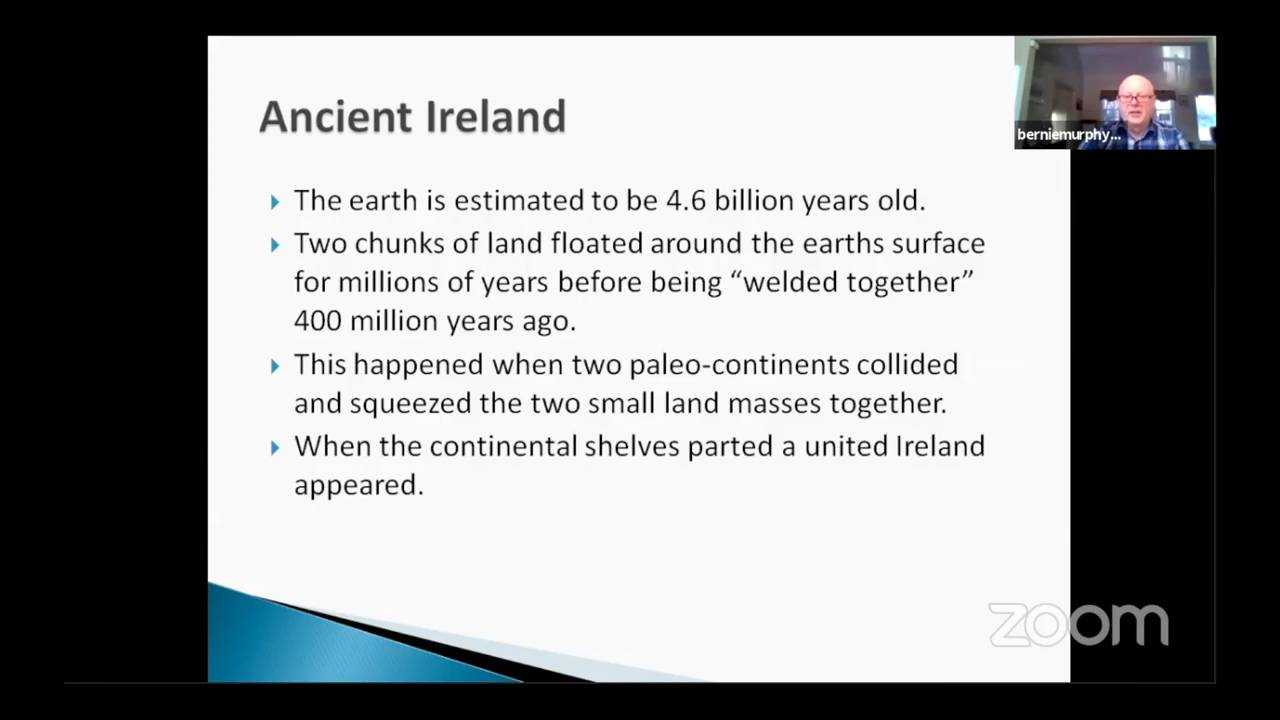 Ancient Ireland
The earth is estimated to be 4.6 billion years old.
Two chunks of land floated around the earths surface
for millions of years before being “welded together”
400 million years ago.
This happened when two paleo-continents collided
and squeezed the two small land masses together.
When the continental shelves parted a united Ireland
appeared.
berniemurphy...
zoom